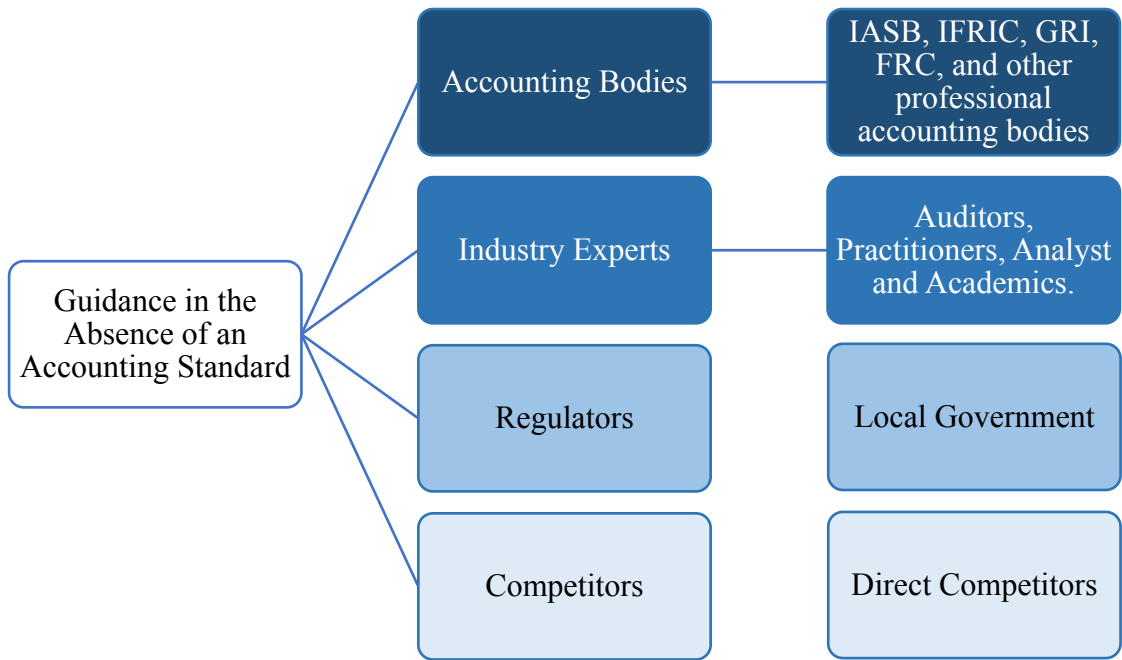 Guidance in the
Absence of an
Accounting Standard
Accounting Bodies
IASB, IFRIC, GRI,
FRC, and other
professional
accounting bodies
Industry Experts
Auditors,
Practitioners, Analyst
and Academics.
Regulators
Local Government
Competitors
Direct Competitors